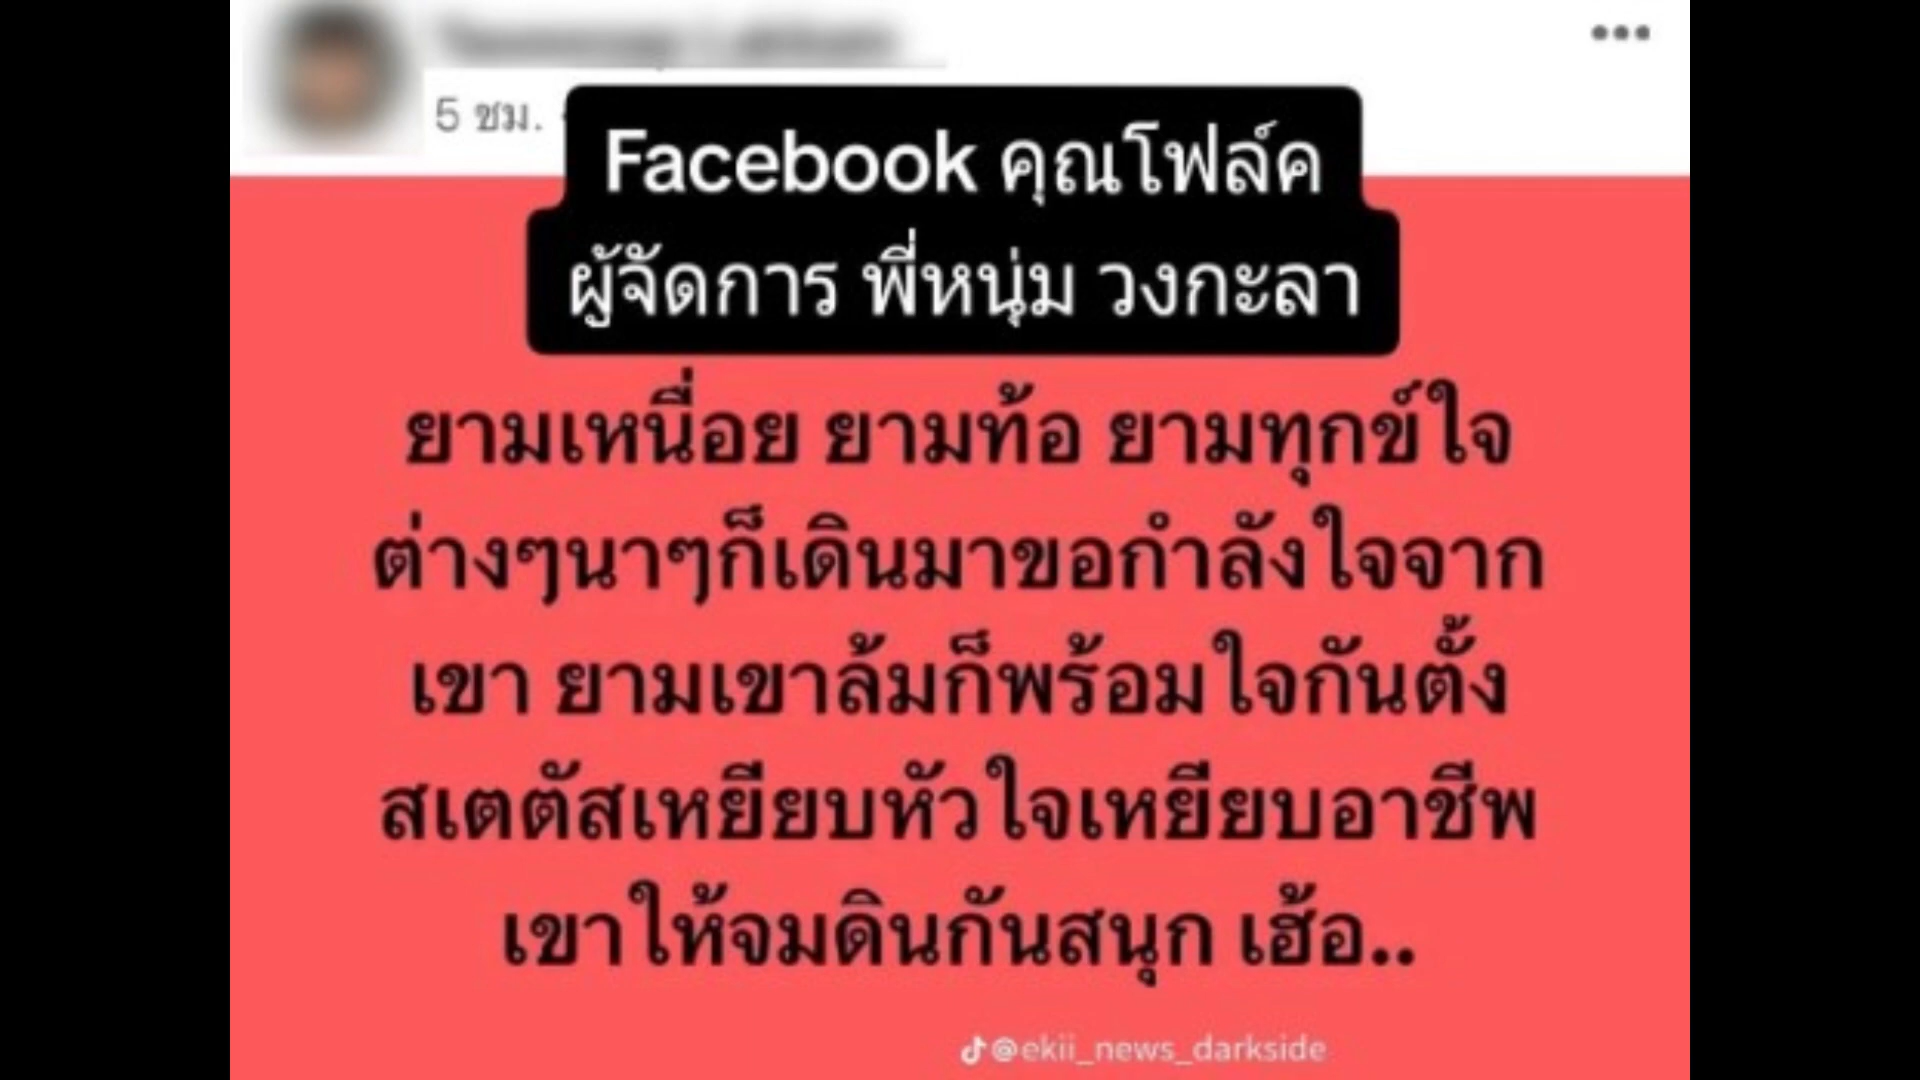 5 ชม.
Facebook คุณโฟล์ค
ผู้จัดการ พี่หนุ่ม วงกะลา
ยามเหนื่อย ยามท้อ ยามทุกข์ใจ
ต่างๆนาๆก็เดินมาขอกำลังใจจาก
เขา ยามเขาล้มก็พร้อมใจกันตั้ง
สเตตัสเหยียบหัวใจเหยียบอาชีพ
เขาให้จมดินกันสนุก เฮ้อ..
@ekii_news_darkside